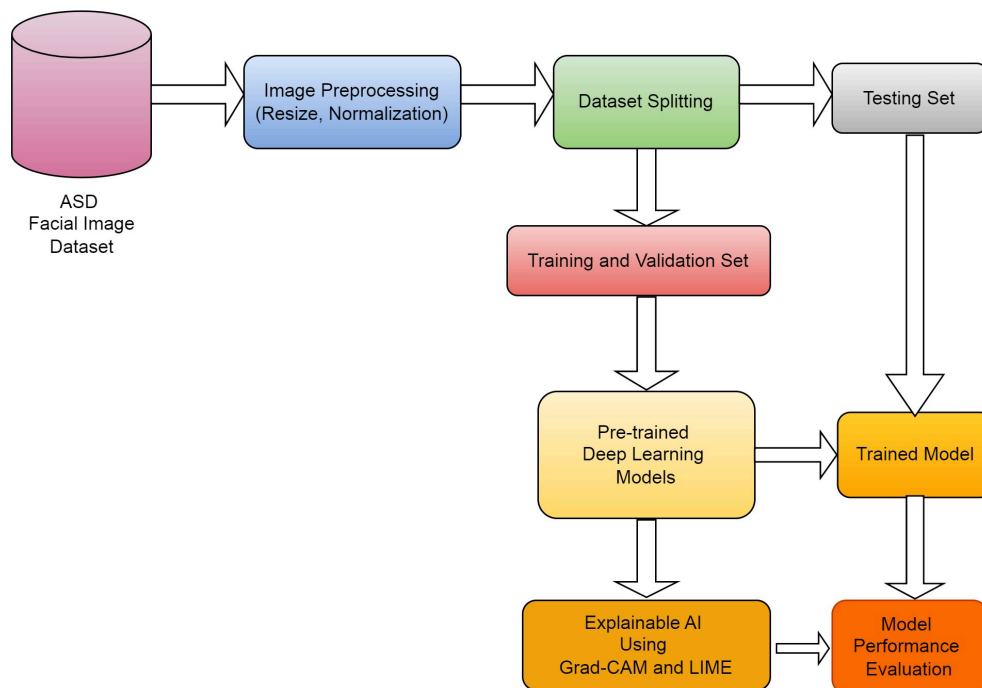 ASD
Facial Image
Dataset
Image Preprocessing
(Resize, Normalization)
Dataset Splitting
Testing Set
Training and Validation Set
Pre-trained
Deep Learning
Models
Trained Model
Explainable AI
Using
Grad-CAM and LIME
Model
Performance
Evaluation